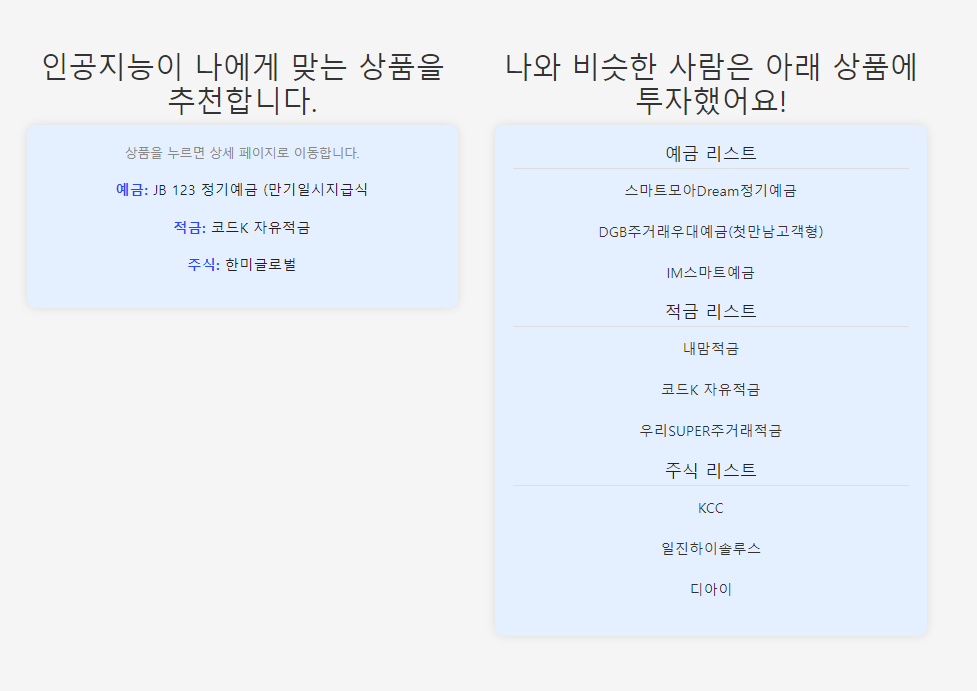 인공지능이 나에게 맞는 상품을
추천합니다.
상품을 누르면 상세 페이지로 이동합니다.
예금: JB 123 정기예금 (만기일시지급식
적금: 코드K 자유적금
주식: 한미글로벌
나와 비슷한 사람은 아래 상품에
투자했어요!
예금 리스트
스마트모아Dream정기예금
DGB주거래우대예금(첫만남고객형)
IM스마트예금
적금 리스트
내맘적금
코드K 자유적금
우리SUPER주거래적금
주식 리스트
KCC
일진하이솔루스
디아이